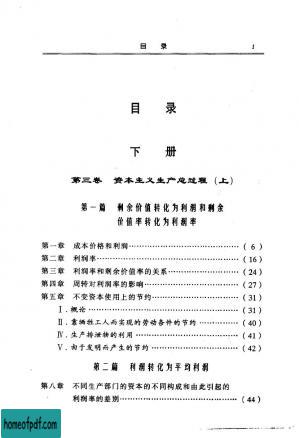 目录 1
目录
下册
第三卷 资本主义生产总过程（上）
第一篇 剩余价值转化为利润和剩余
价值率转化为利润率
第一章 成本价格和利润……………………（6）
第二章 利润率……………………（16）
第三章 利润率和剩余价值率的关系……………………（24）
第四章 周转对利润率的影响……………………（27）
第五章 不变资本使用上的节约……………………（31）
Ⅰ.概论……………………（31）
Ⅱ.靠牺牲工人而实现的劳动条件的节约……………（40）
Ⅳ.生产排泄物的利用……………………（41）
Ⅴ.由于发明而产生的节约……………………（42）
第二篇 利润转化为平均利润
第八章 不同生产部门的资本的不同构成和由此引起的
利润率的差别……………………（44）
homeofpdf.com
homeofpdf.com